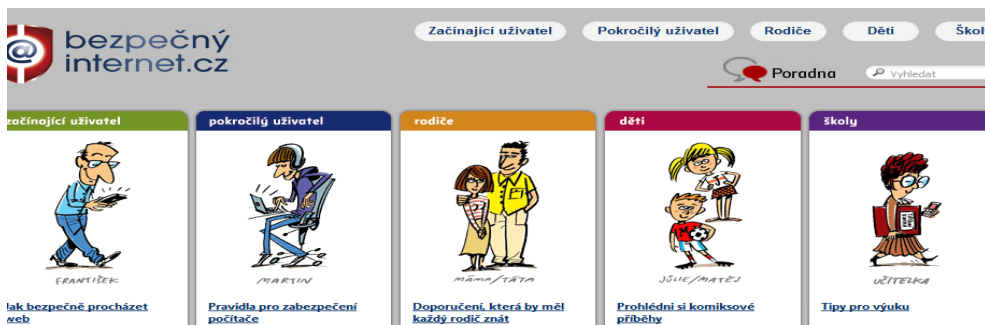 @
bezpečný
internet.cz
Začínající uživatel
Pokročilý uživatel
Rodiče
Děti
Škol
Poradna
Vyhledat
začínající uživatel
pokročilý uživatel
rodiče
děti
školy
FRANTIŠEK
MARTIN
MÁMA/TÁTA
JŮLIE/MATĚJ
UČITELKA
Jak bezpečně procházet
web
Pravidla pro zabezpečení
počítače
Doporučení, která by měl
každý rodič znát
Prohlédni si komiksové
příběhy
Tipy pro výuku